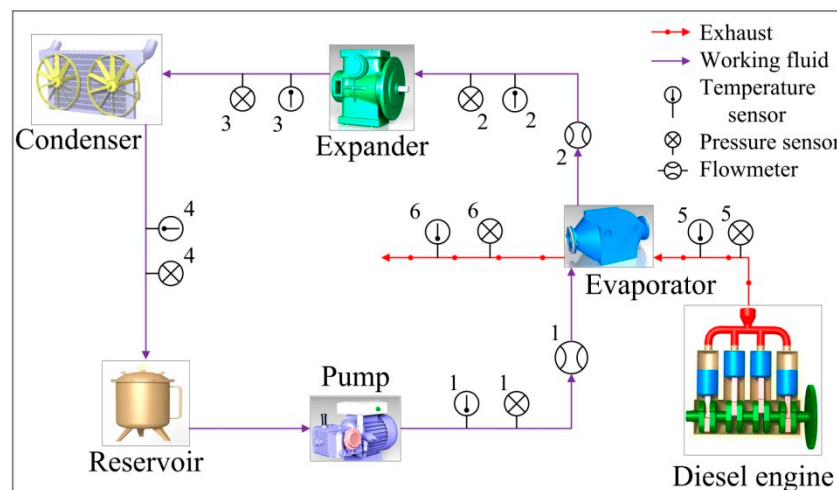 Exhaust
Working fluid
Temperature
sensor
Pressure sensor
Flowmeter
3
3
2
2
Condenser
Expander
2
4
6
6
5
5
4
Evaporator
1
Pump
1
1
Reservoir
Diesel engine